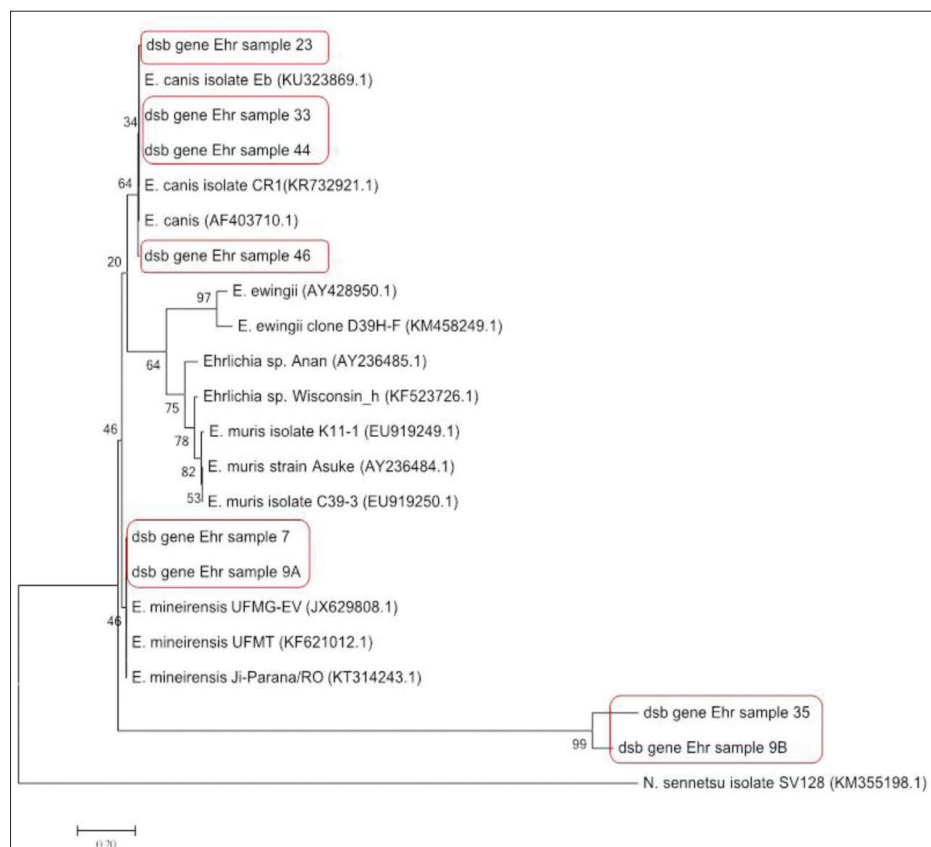 dsb gene Ehr sample 23
E. canis isolate Eb (KU323869.1)
34
dsb gene Ehr sample 33
dsb gene Ehr sample 44
64
E. canis isolate CR1(KR732921.1)
E. canis (AF403710.1)
20
dsb gene Ehr sample 46
97
E. ewingii (AY428950.1)
E. ewingii clone D39H-F (KM458249.1)
64
Ehrlichia sp. Anan (AY236485.1)
75
Ehrlichia sp. Wisconsin_h (KF523726.1)
46
78
E. muris isolate K11-1 (EU919249.1)
82
E. muris strain Asuke (AY236484.1)
53
E. muris isolate C39-3 (EU919250.1)
dsb gene Ehr sample 7
dsb gene Ehr sample 9A
46
E. mineirensis UFMG-EV (JX629808.1)
E. mineirensis UFMT (KF621012.1)
E. mineirensis Ji-Parana/RO (KT314243.1)
dsb gene Ehr sample 35
99
dsb gene Ehr sample 9B
N. sennetsu isolate SV128 (KM355198.1)
0.20